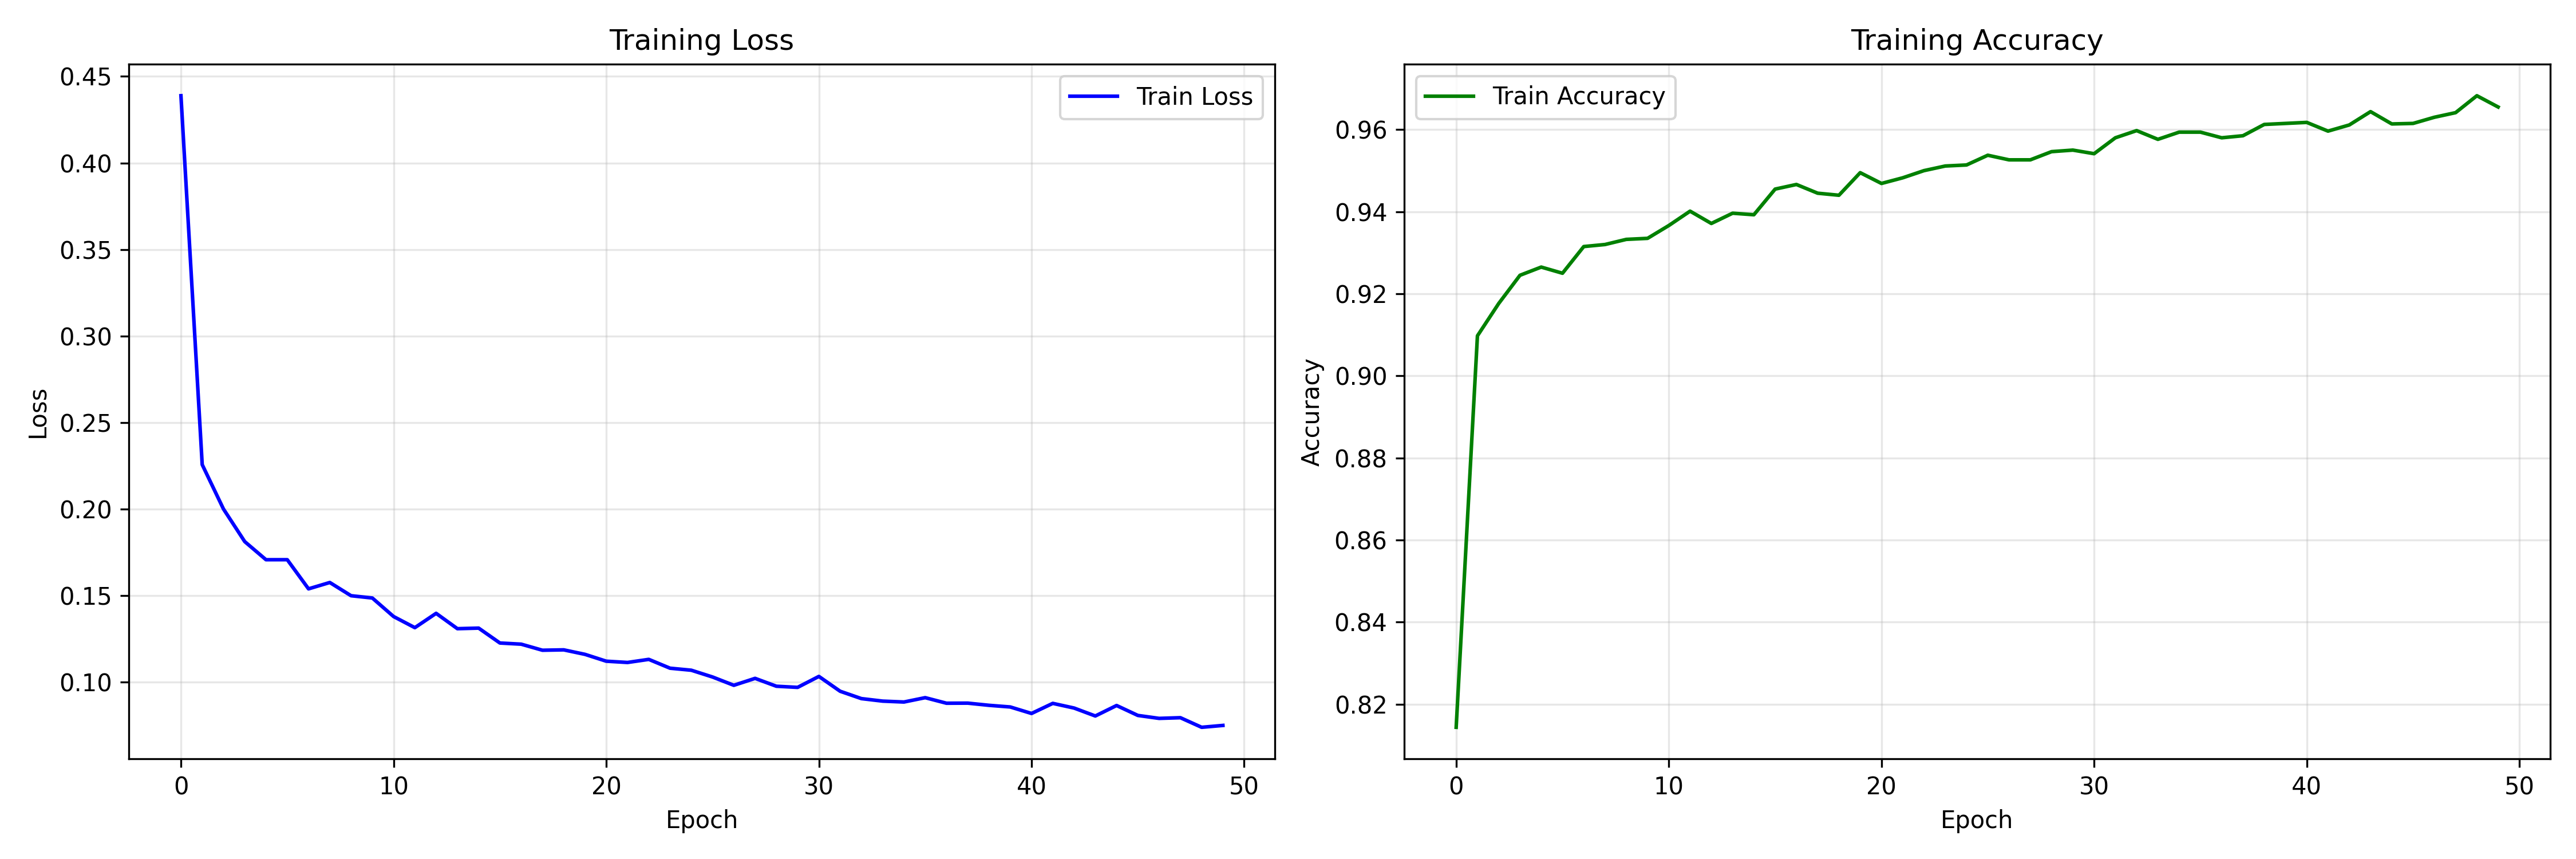 Training Loss
0.45
0.40
0.35
0.30
0.25
0.20
0.15
0.10
Loss
Train Loss
0 10 20 30 40 50
Epoch
Training Accuracy
0.96
0.94
0.92
0.90
0.88
0.86
0.84
0.82
Accuracy
Train Accuracy
0 10 20 30 40 50
Epoch